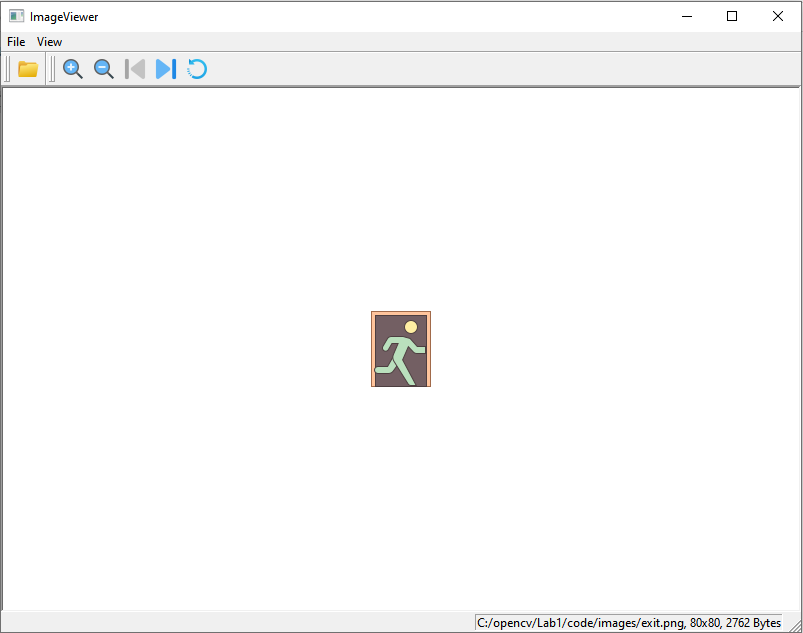 ImageViewer
File View
C:/opencv/Lab1/code/images/exit.png, 80x80, 2762 Bytes